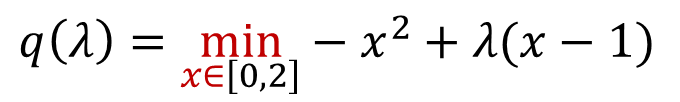 q(λ) = min − x² + λ(x − 1)
x∈[0,2]